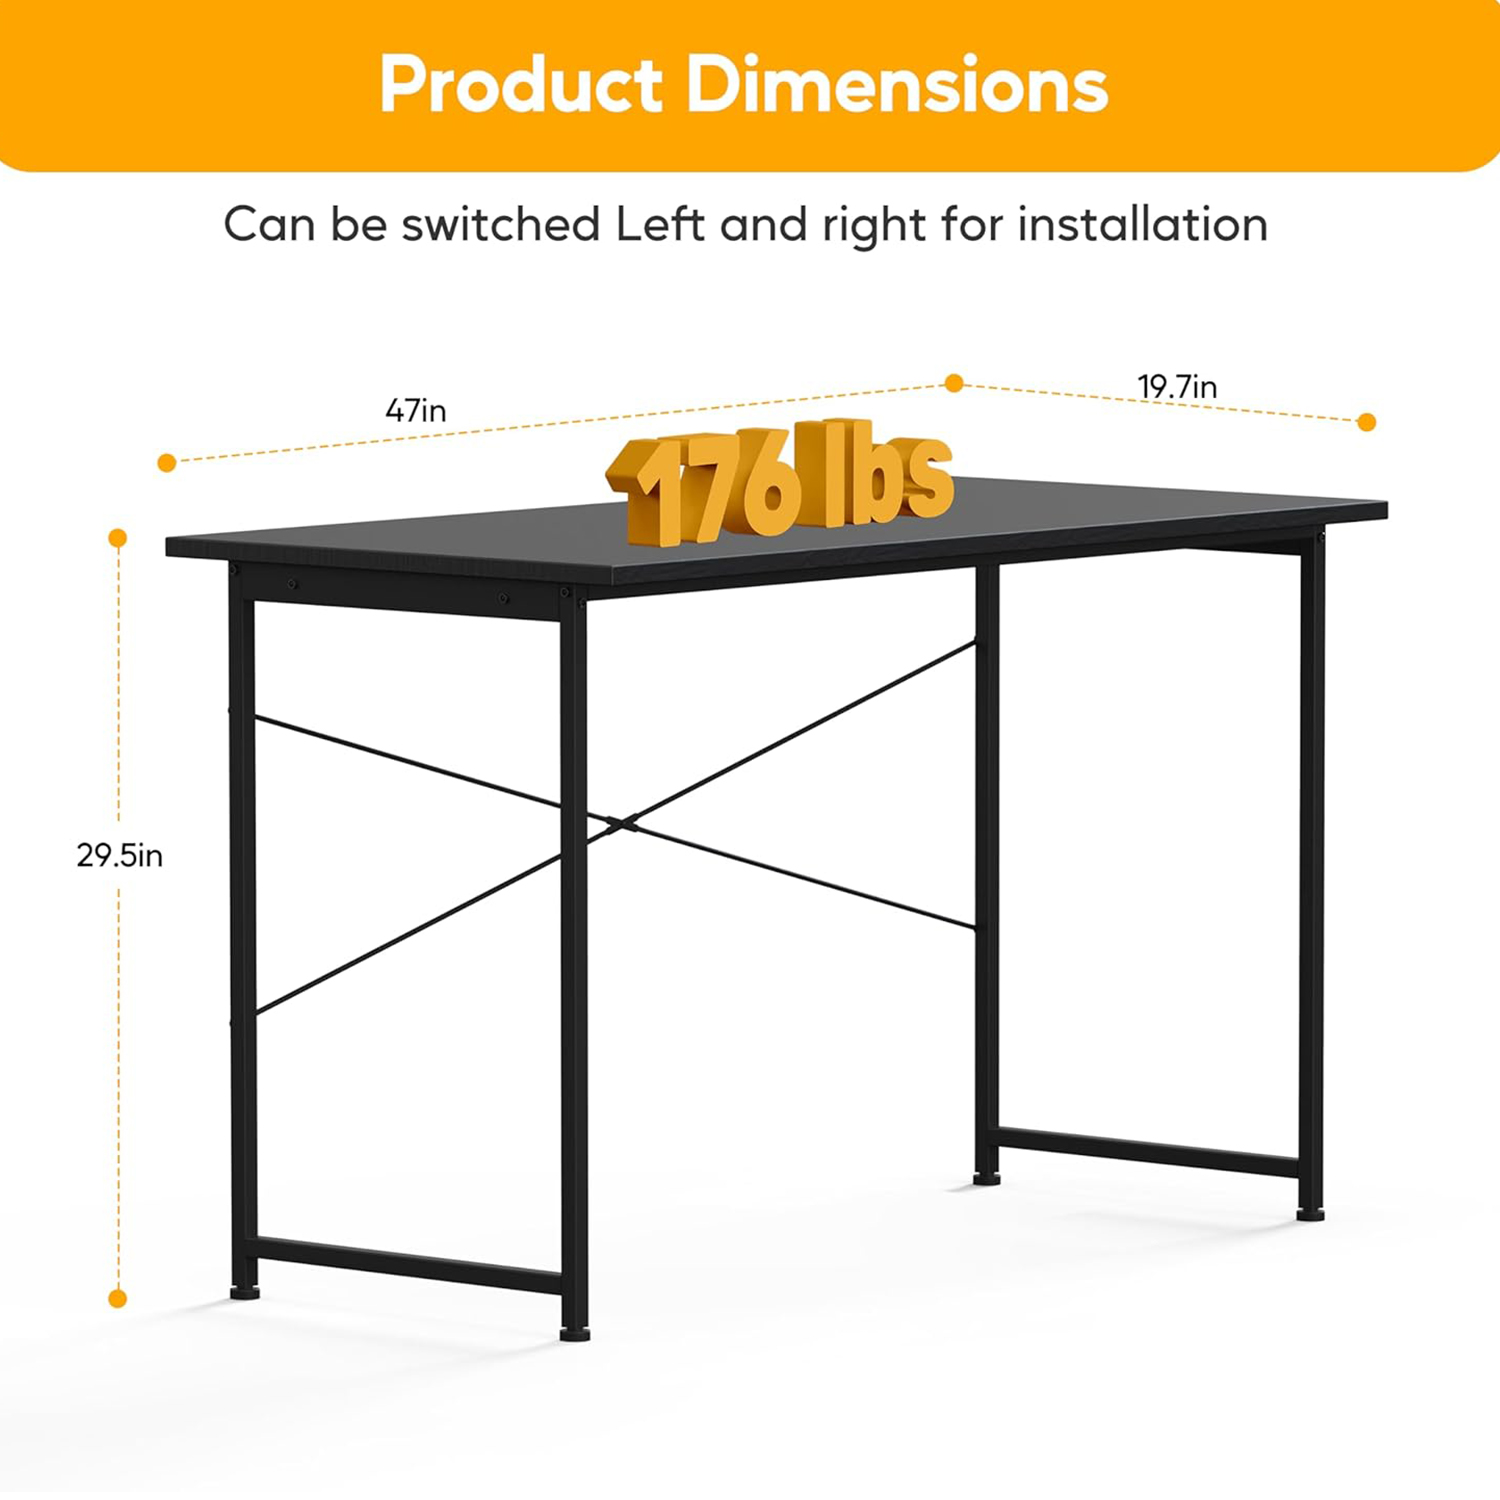 Product Dimensions
Can be switched Left and right for installation
47in
19.7in
176 lbs
29.5in